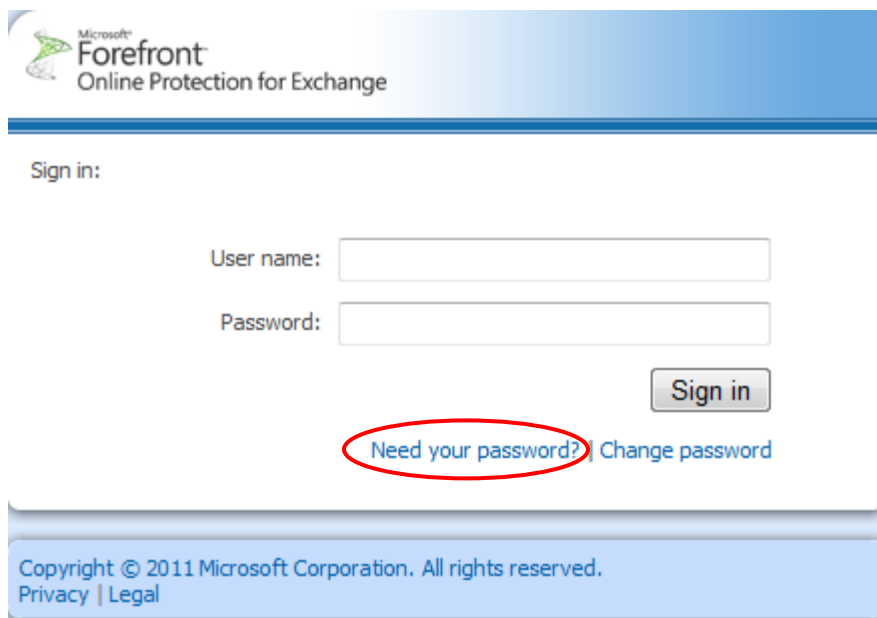 Microsoft®
Forefront™
Online Protection for Exchange
Sign in:
User name:
Password:
Sign in
Need your password? | Change password
Copyright © 2011 Microsoft Corporation. All rights reserved.
Privacy | Legal